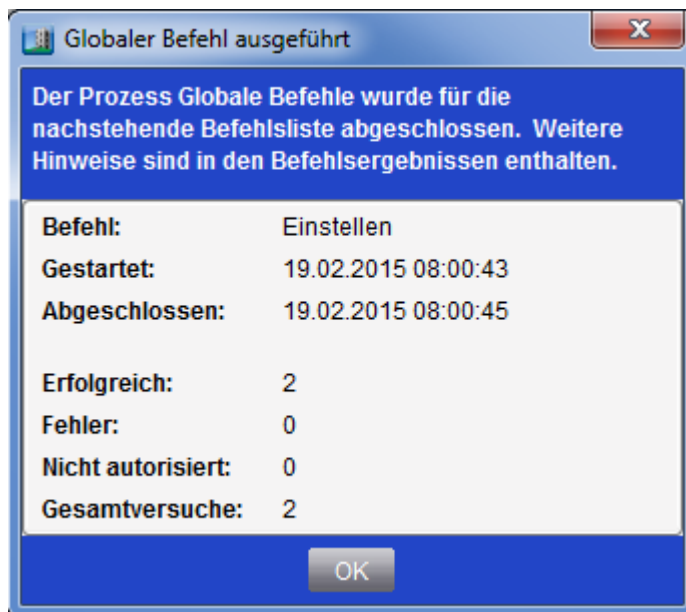 Globaler Befehl ausgeführt
Der Prozess Globale Befehle wurde für die
nachstehende Befehlsliste abgeschlossen.  Weitere
Hinweise sind in den Befehlsergebnissen enthalten.
Befehl: Einstellen
Gestartet: 19.02.2015 08:00:43
Abgeschlossen: 19.02.2015 08:00:45
Erfolgreich: 2
Fehler: 0
Nicht autorisiert: 0
Gesamtversuche: 2
OK